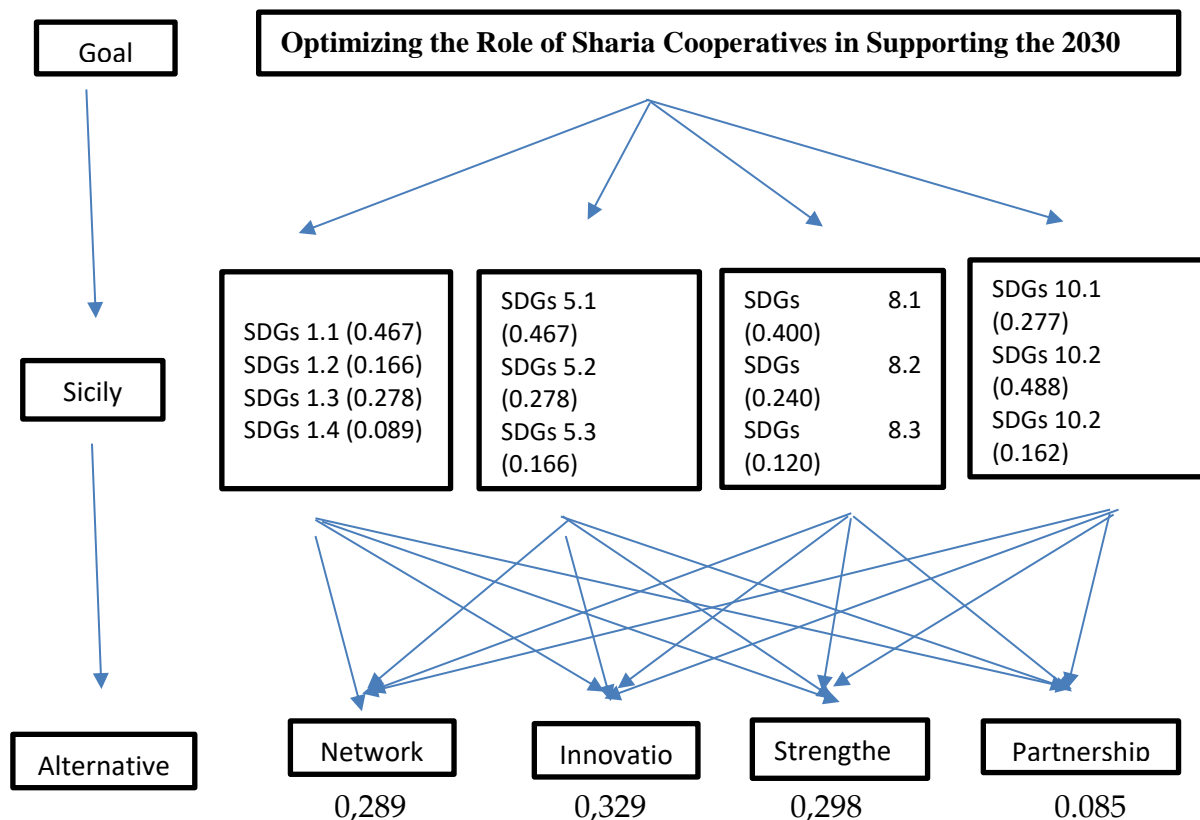 Goal
Optimizing the Role of Sharia Cooperatives in Supporting the 2030
SDGs 1.1 (0.467)
SDGs 1.2 (0.166)
SDGs 1.3 (0.278)
SDGs 1.4 (0.089)
SDGs 5.1
(0.467)
SDGs 5.2
(0.278)
SDGs 5.3
(0.166)
SDGs 8.1
(0.400)
SDGs 8.2
(0.240)
SDGs 8.3
(0.120)
SDGs 10.1
(0.277)
SDGs 10.2
(0.488)
SDGs 10.2
(0.162)
Sicily
Alternative
Network
Innovatio
Strengthe
Partnership
0,289
0,329
0,298
0.085